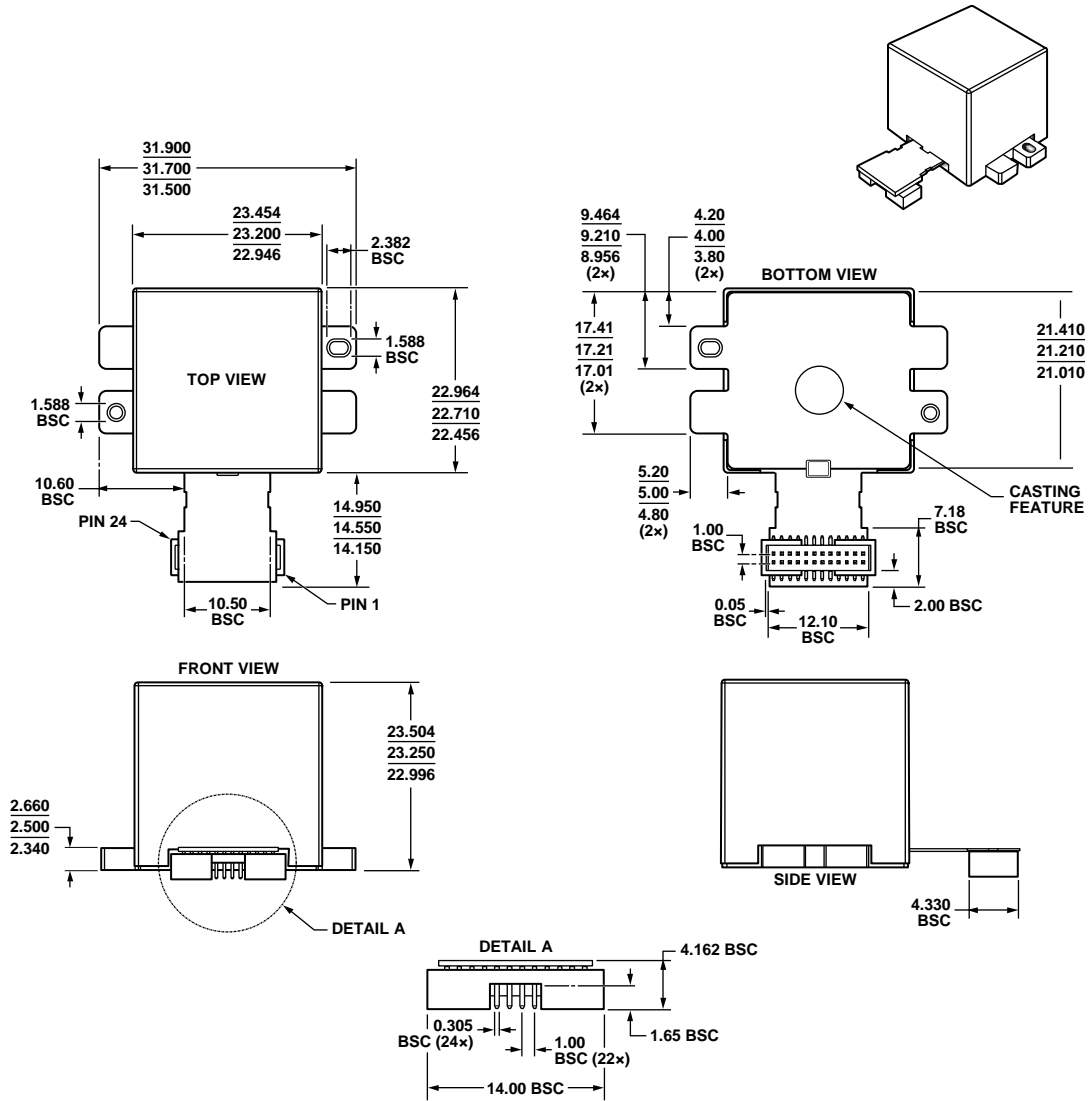 31.900
31.700
31.500
23.454
23.200
22.946
2.382
BSC
1.588
BSC
TOP VIEW
1.588
BSC
22.964
22.710
22.456
10.60
BSC
PIN 24
14.950
14.550
14.150
10.50
BSC
PIN 1
9.464
9.210
8.956
(2×)
4.20
4.00
3.80
(2×)
BOTTOM VIEW
17.41
17.21
17.01
(2×)
21.410
21.210
21.010
5.20
5.00
4.80
(2×)
CASTING
FEATURE
1.00
BSC
7.18
BSC
0.05
BSC
12.10
BSC
2.00 BSC
FRONT VIEW
23.504
23.250
22.996
2.660
2.500
2.340
DETAIL A
SIDE VIEW
4.330
BSC
DETAIL A
4.162 BSC
0.305
BSC (24×)
1.00
BSC (22×)
1.65 BSC
14.00 BSC